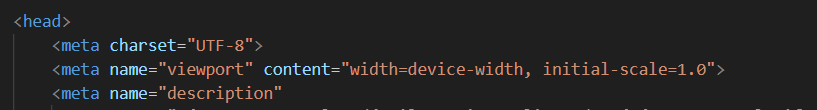 <head>
<meta charset="UTF-8">
<meta name="viewport" content="width=device-width, initial-scale=1.0">
<meta name="description"